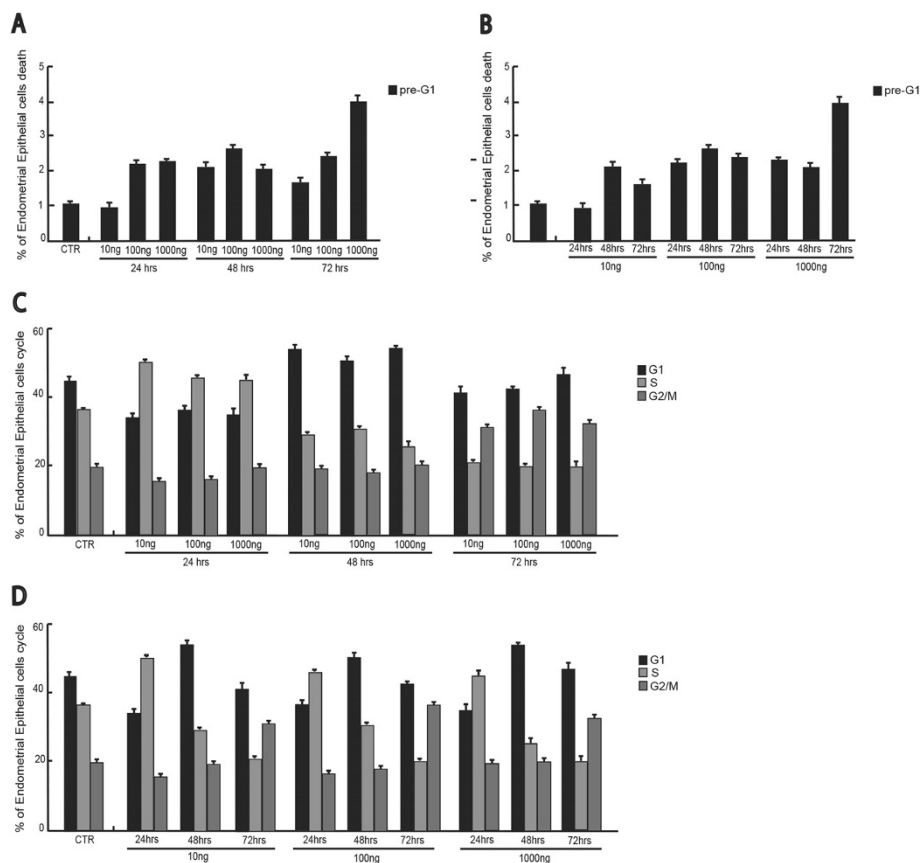 A
% of Endometrial Epithelial cells death
5
4
3
2
1
0
pre-G1
CTR
10ng 100ng 1000ng 10ng 100ng 1000ng 10ng 100ng 1000ng
24 hrs 48 hrs 72 hrs
B
% of Endometrial Epithelial cells death
5
4
3
2
1
0
pre-G1
24hrs 48hrs 72hrs 24hrs 48hrs 72hrs 24hrs 48hrs 72hrs
10ng 100ng 1000ng
C
% of Endometrial Epithelial cells cycle
60
40
20
0
G1
S
G2/M
CTR 10ng 100ng 1000ng 10ng 100ng 1000ng 10ng 100ng 1000ng
24 hrs 48 hrs 72 hrs
D
% of Endometrial Epithelial cells cycle
60
40
20
0
G1
S
G2/M
CTR 24hrs 48hrs 72hrs 24hrs 48hrs 72hrs 24hrs 48hrs 72hrs
10ng 100ng 1000ng